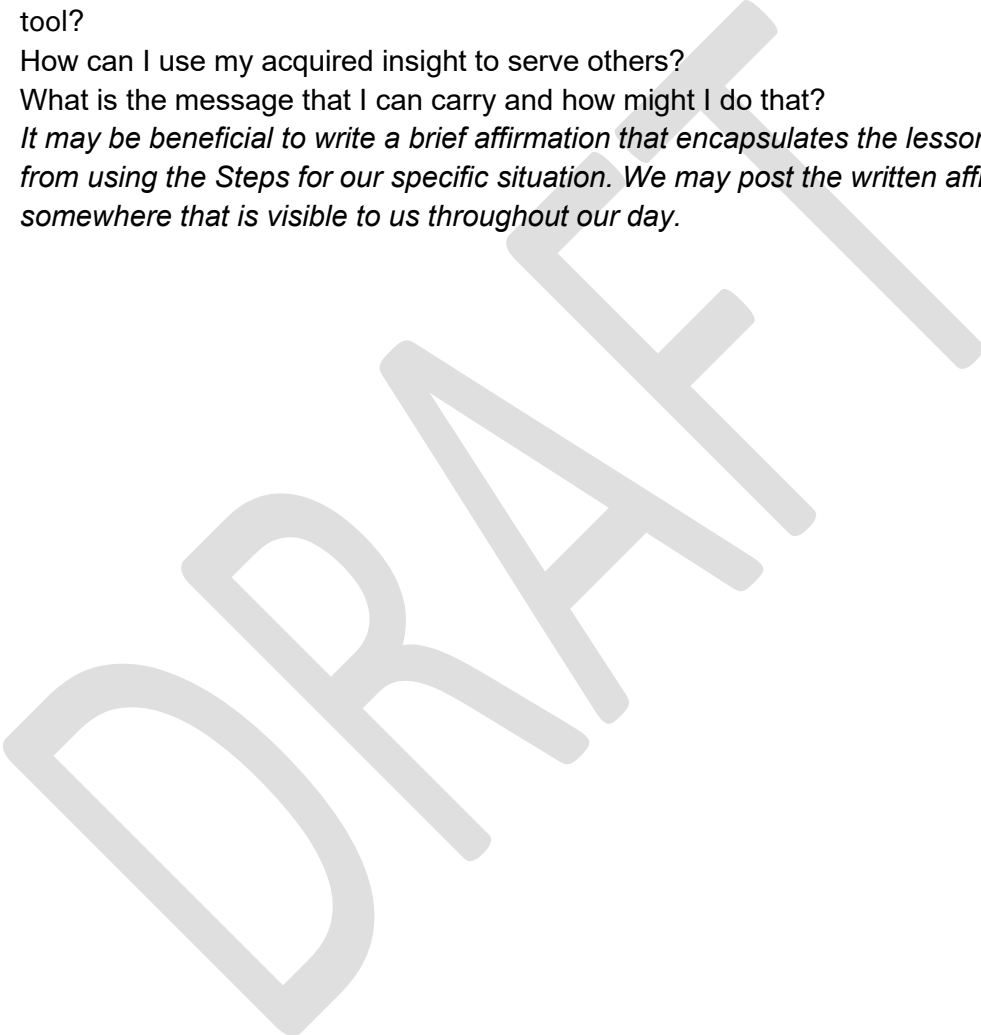 tool?
How can I use my acquired insight to serve others?
What is the message that I can carry and how might I do that?
It may be beneficial to write a brief affirmation that encapsulates the
from using the Steps for our specific situation. We may post the written
somewhere that is visible to us throughout our day.
DRAFT